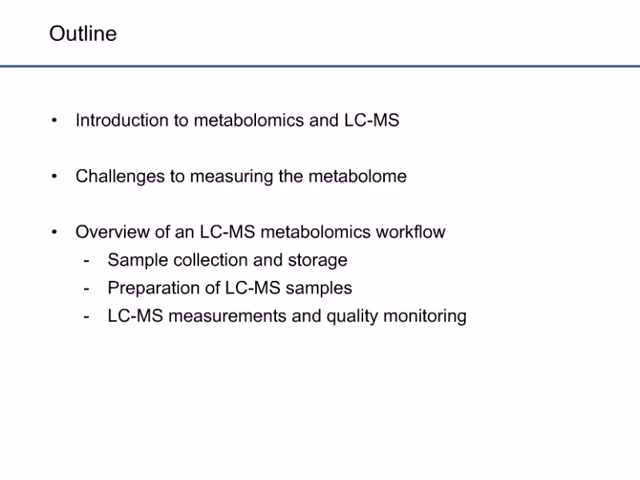 Outline
• Introduction to metabolomics and LC-MS
• Challenges to measuring the metabolome
• Overview of an LC-MS metabolomics workflow
- Sample collection and storage
- Preparation of LC-MS samples
- LC-MS measurements and quality monitoring